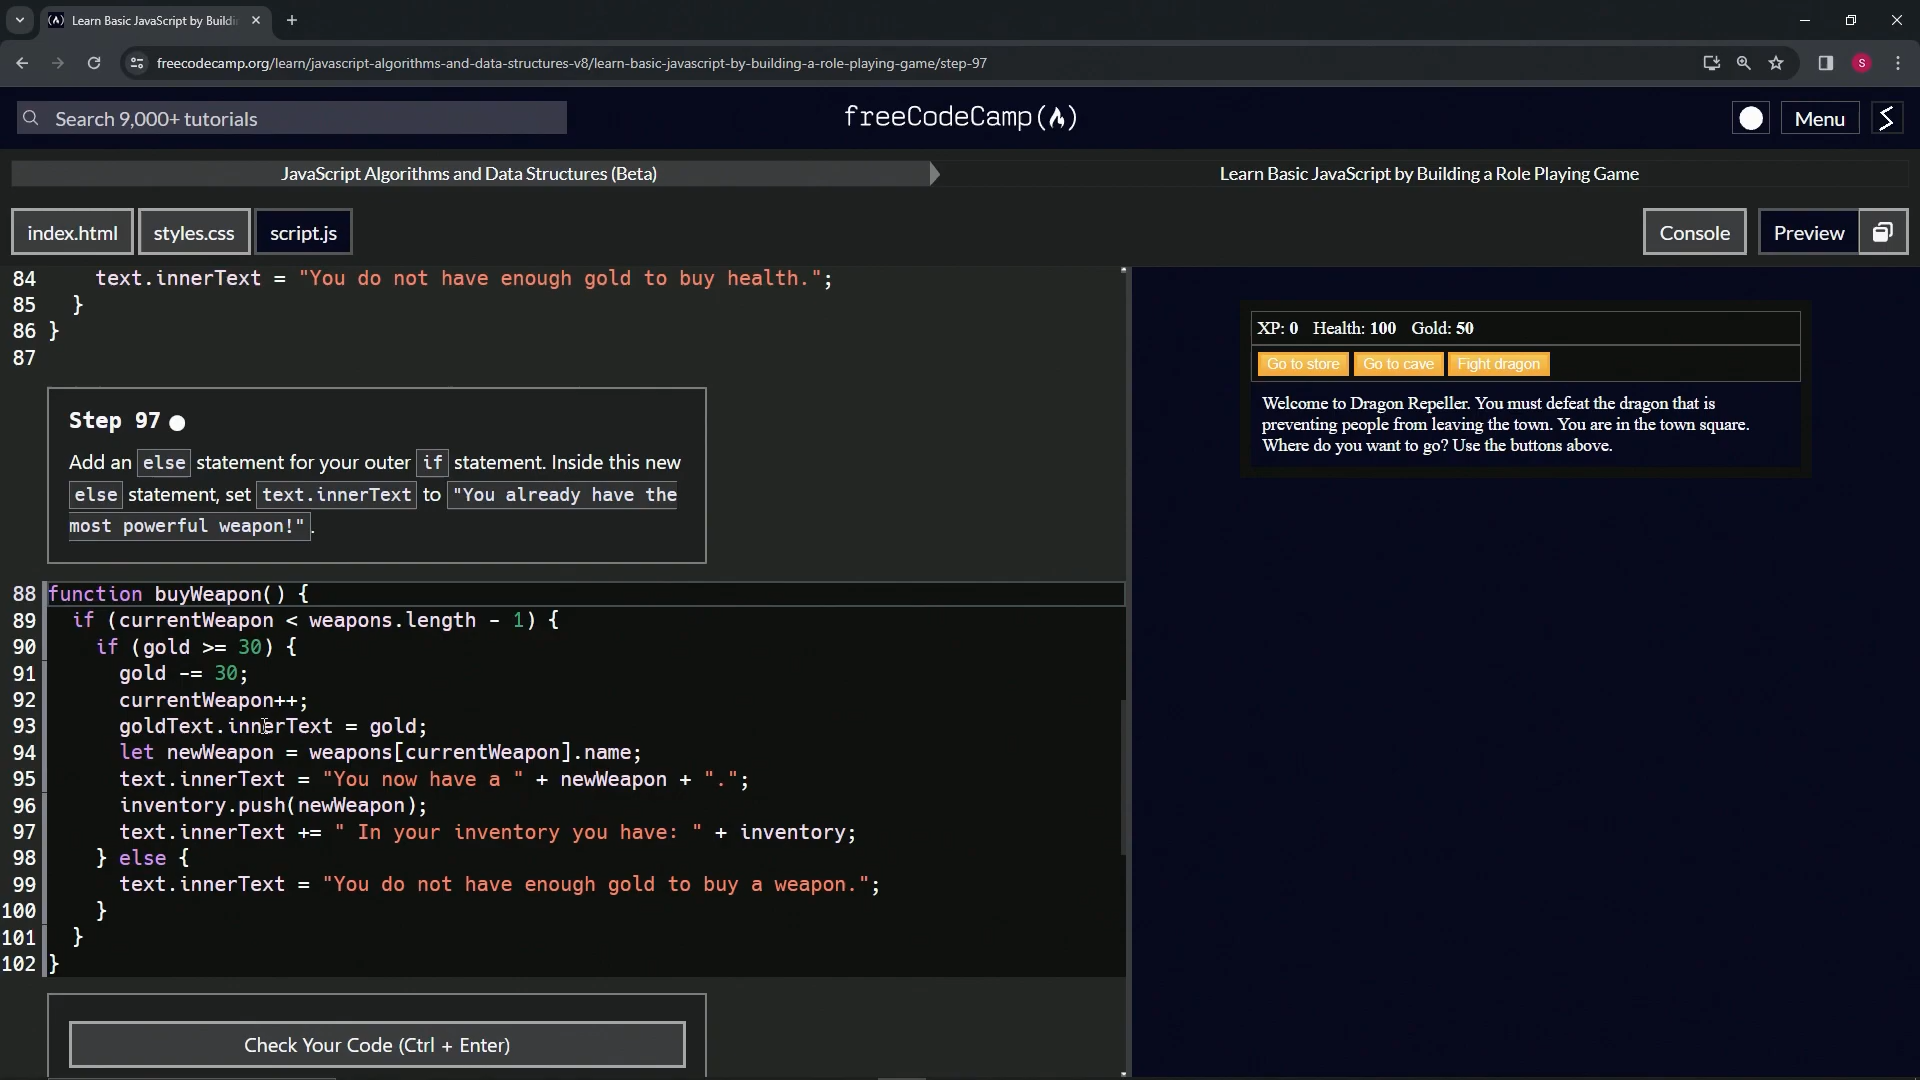 Learn Basic JavaScript by Buildi
freecodecamp.org/learn/javascript-algorithms-and-data-structures-v8/learn-basic-javascript-by-building-a-role-playing-game/step-97
S
Search 9,000+ tutorials
freeCodeCamp
Menu
JavaScript Algorithms and Data Structures (Beta)
Learn Basic JavaScript by Building a Role Playing Game
index.html
styles.css
script.js
Console
Preview
84 text.innerText = "You do not have enough gold to buy health.";
85 }
86 }
87
Step 97
Add an else statement for your outer if statement. Inside this new
else statement, set text.innerText to "You already have the
most powerful weapon!".
88 function buyWeapon() {
89 if (currentWeapon < weapons.length - 1) {
90 if (gold >= 30) {
91 gold -= 30;
92 currentWeapon++;
93 goldText.innerText = gold;
94 let newWeapon = weapons[currentWeapon].name;
95 text.innerText = "You now have a " + newWeapon + ".";
96 inventory.push(newWeapon);
97 text.innerText += " In your inventory you have: " + inventory;
98 } else {
99 text.innerText = "You do not have enough gold to buy a weapon.";
100 }
101 }
102 }
Check Your Code (Ctrl + Enter)
XP: 0 Health: 100 Gold: 50
Go to store Go to cave Fight dragon
Welcome to Dragon Repeller. You must defeat the dragon that is
preventing people from leaving the town. You are in the town square.
Where do you want to go? Use the buttons above.